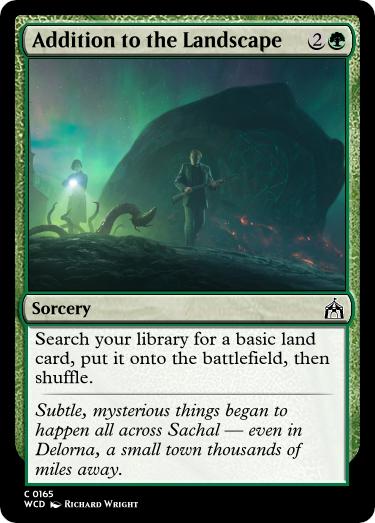 Addition to the Landscape 2
Sorcery
Search your library for a basic land
card, put it onto the battlefield, then
shuffle.
Subtle, mysterious things began to
happen all across Sachal — even in
Delorna, a small town thousands of
miles away.
C 0165
WCD Richard Wright